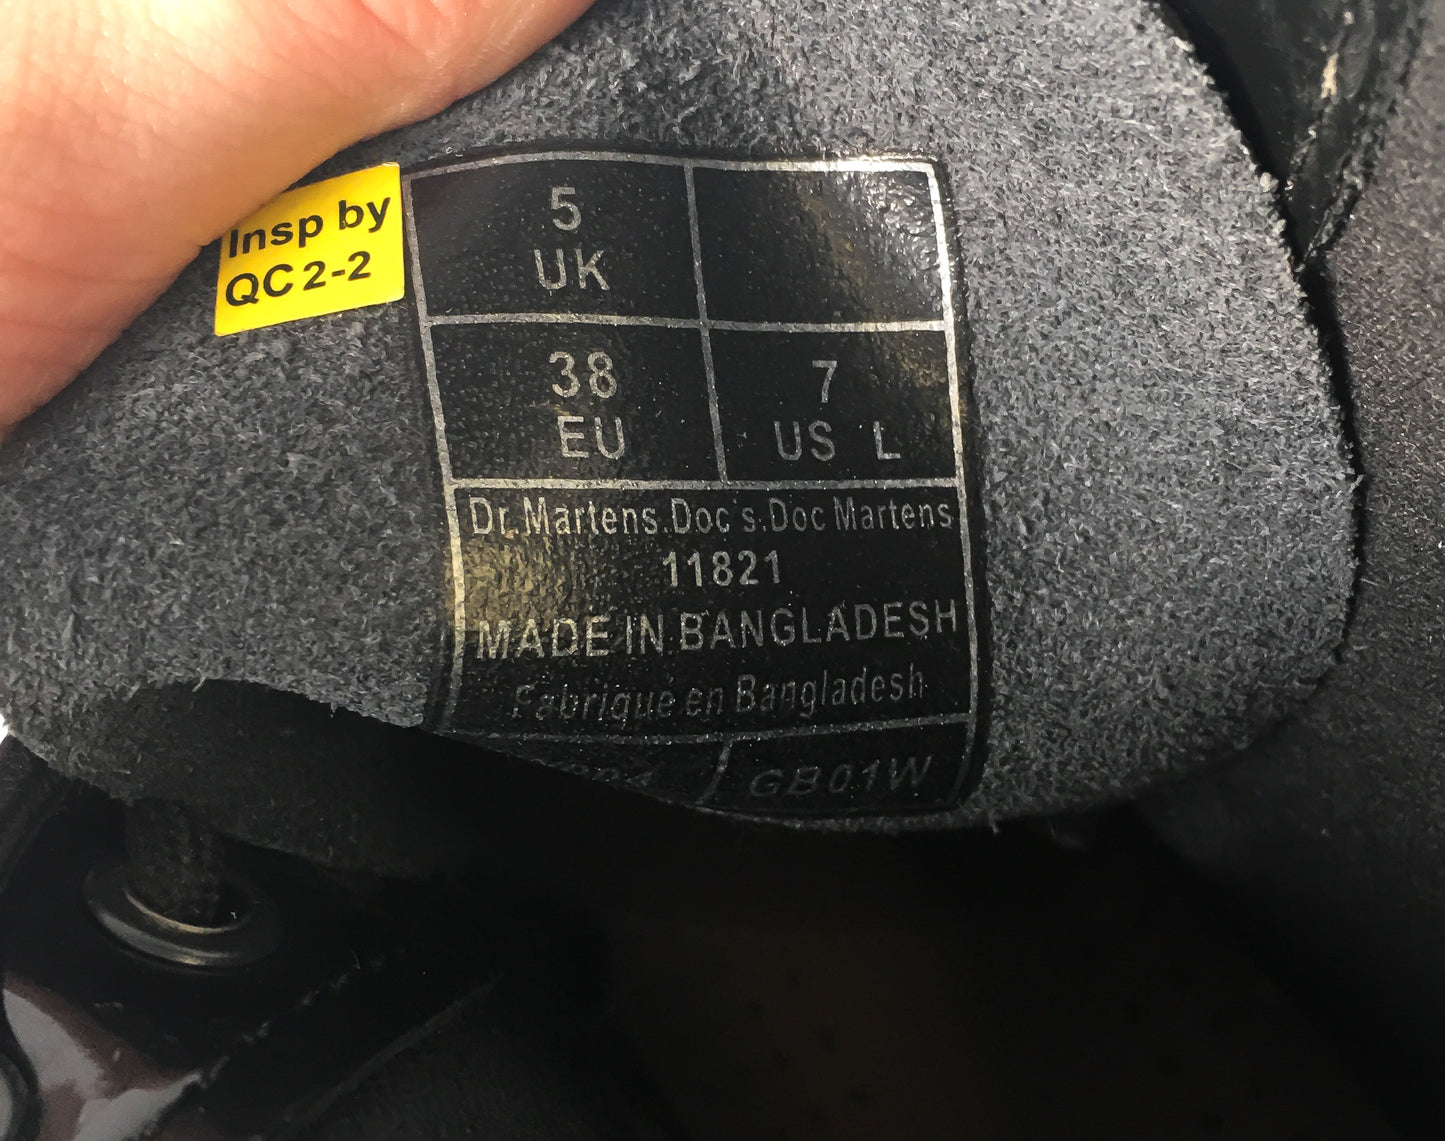 Insp by
QC 2-2
5
UK
38
EU
7
US L
Dr. Martens.Doc's.Doc Martens
11821
MADE IN BANGLADESH
Fabriqué en Bangladesh
GB01W